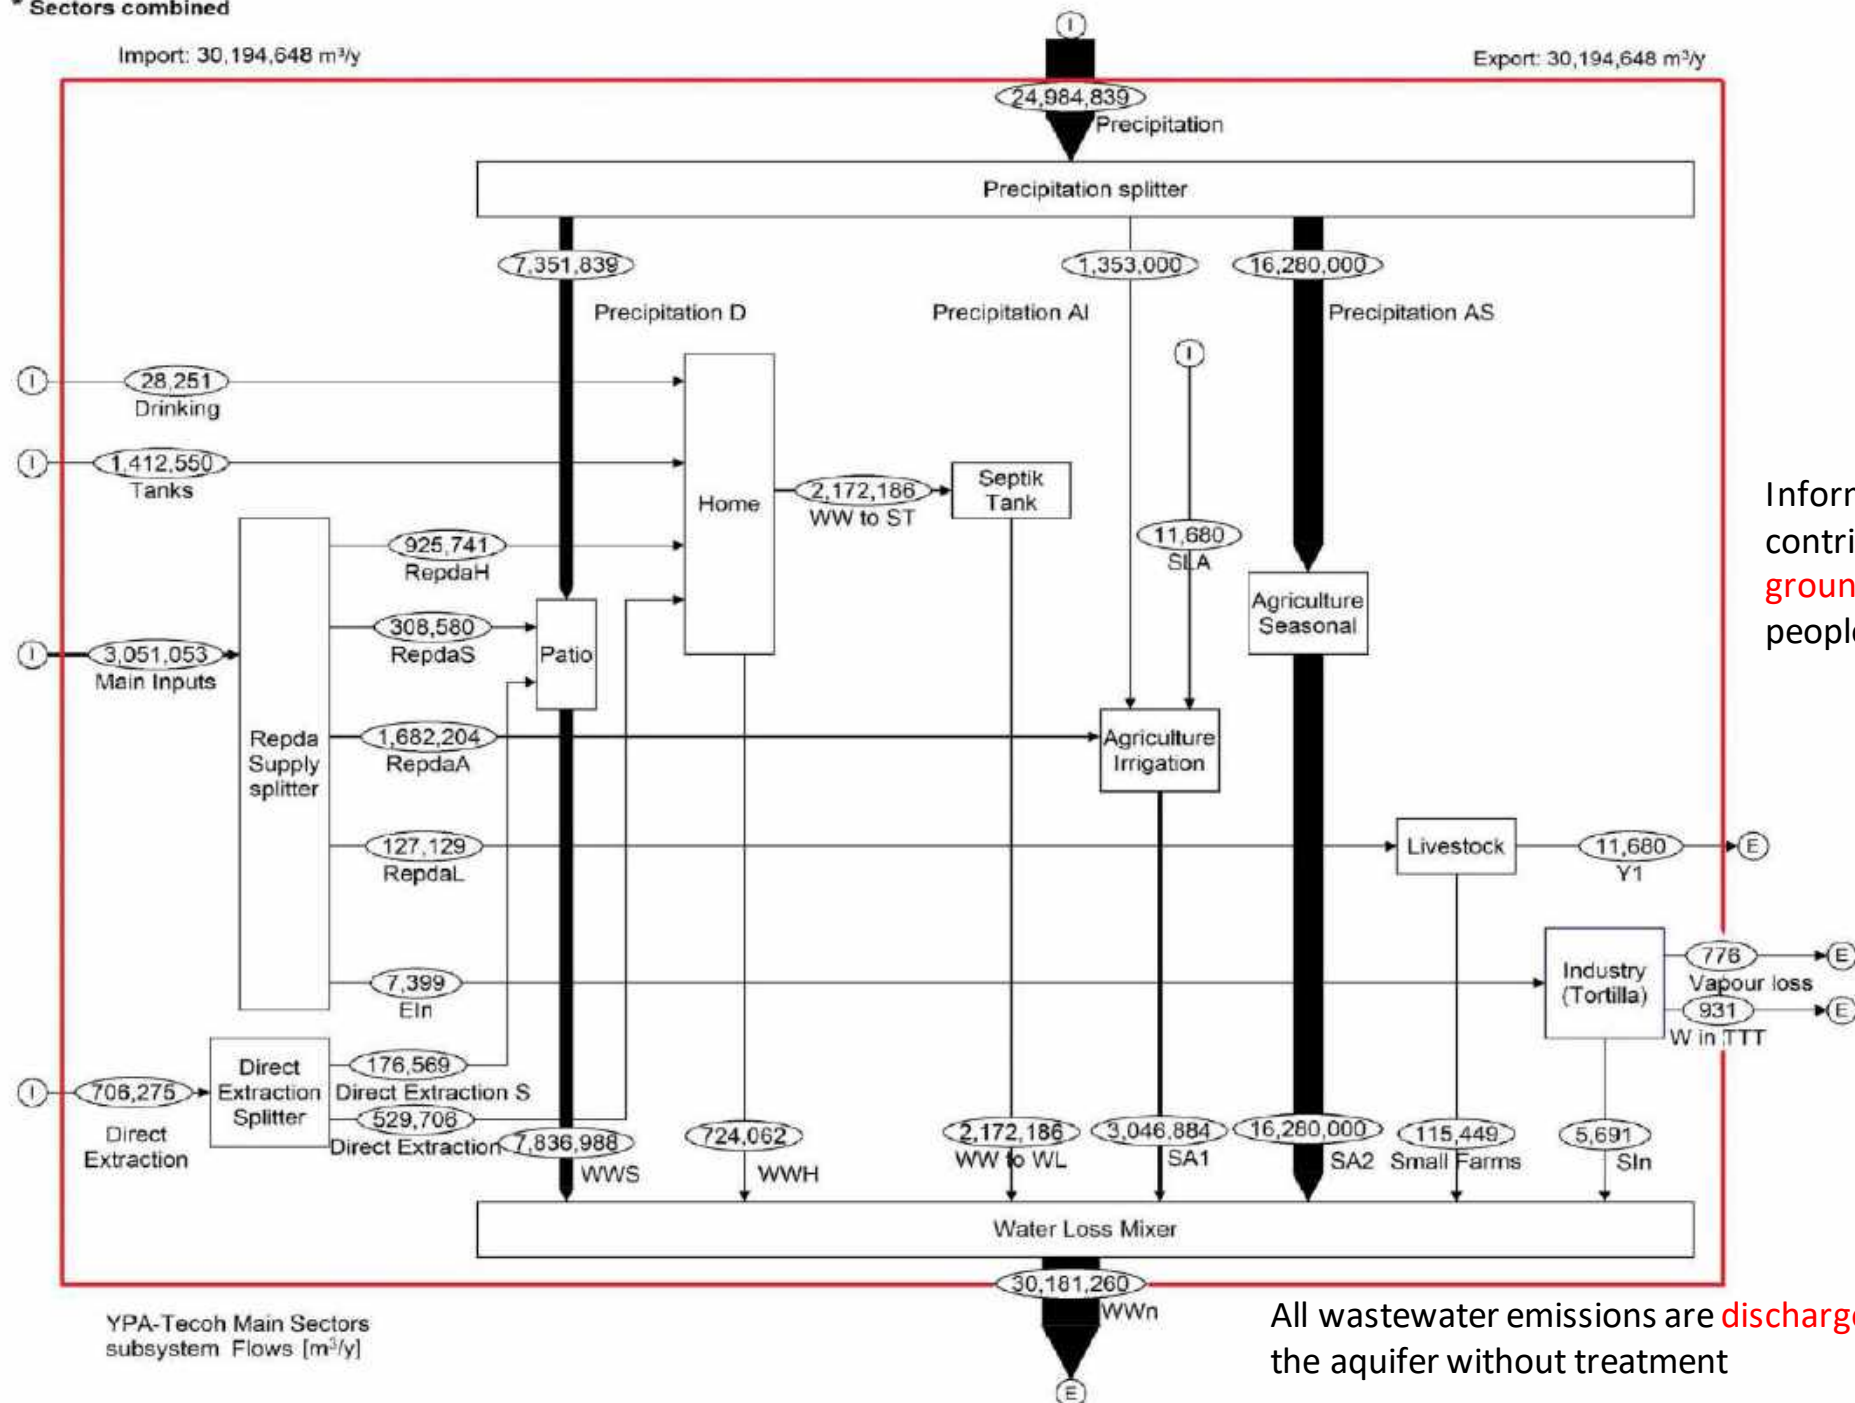 * Sectors combined
Import: 30,194,648 m³/y
Export: 30,194,648 m³/y
I
24,984,839
Precipitation
Precipitation splitter
7,351,839
1,353,000
16,280,000
Precipitation D
Precipitation AI
Precipitation AS
I
I
28,251
Drinking
I
1,412,550
Tanks
Home
2,172,186
WW to ST
Septik
Tank
11,680
SLA
925,741
RepdaH
308,580
RepdaS
Patio
Agriculture
Seasonal
I
3,051,053
Main Inputs
Repda
Supply
splitter
1,682,204
RepdaA
Agriculture
Irrigation
127,129
RepdaL
Livestock
11,680
Y1
E
7,399
EIn
Industry
(Tortilla)
776
Vapour loss
E
931
W in TTT
E
I
706,275
Direct
Extraction
Direct
Extraction
Splitter
176,569
Direct Extraction S
529,706
Direct Extraction
7,836,988
WWS
724,062
WWH
2,172,186
WW to WL
3,046,884
SA1
16,280,000
SA2
115,449
Small Farms
5,691
SIn
Water Loss Mixer
30,181,260
WWn
E
YPA-Tecoh Main Sectors
subsystem Flows [m³/y]
contri
groun
people
All wastewater emissions are discharge
the aquifer without treatment